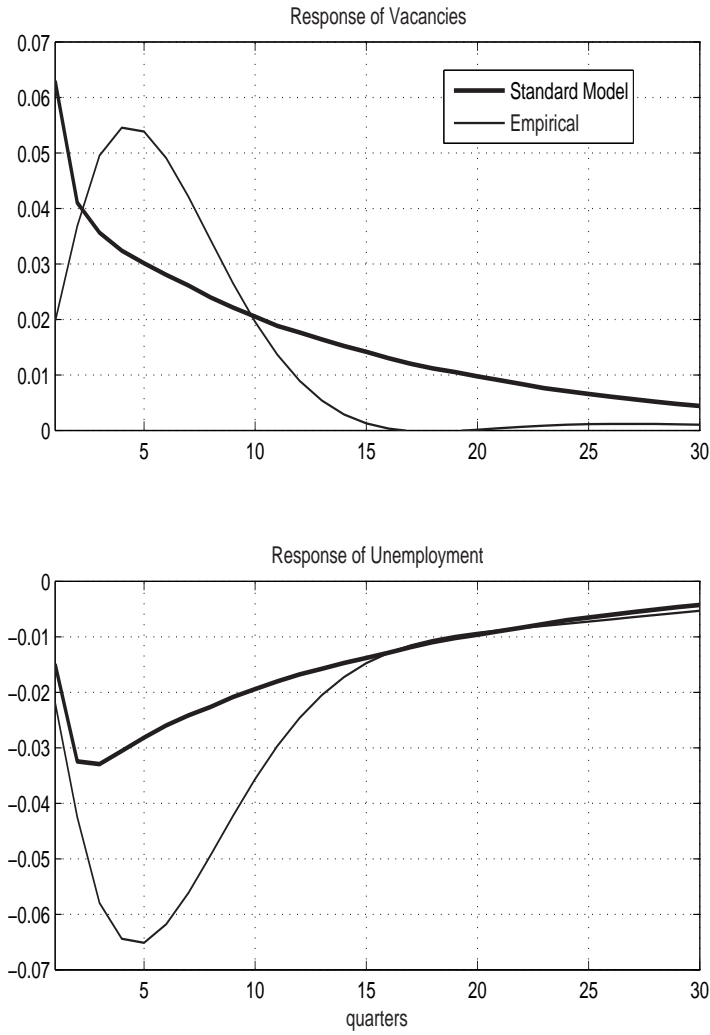 Response of Vacancies
0.07
0.06
0.05
0.04
0.03
0.02
0.01
0
Standard Model
Empirical
5 10 15 20 25 30
Response of Unemployment
0
−0.01
−0.02
−0.03
−0.04
−0.05
−0.06
−0.07
5 10 15 20 25 30
quarters